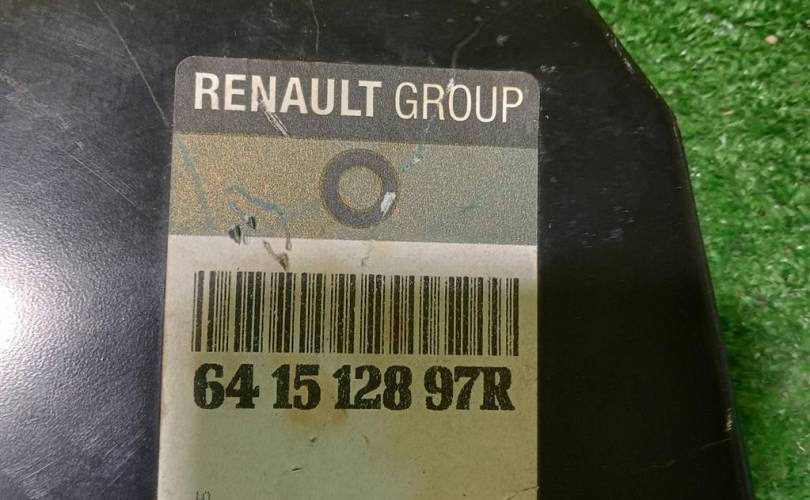 RENAULT GROUP
64 15 128 97R